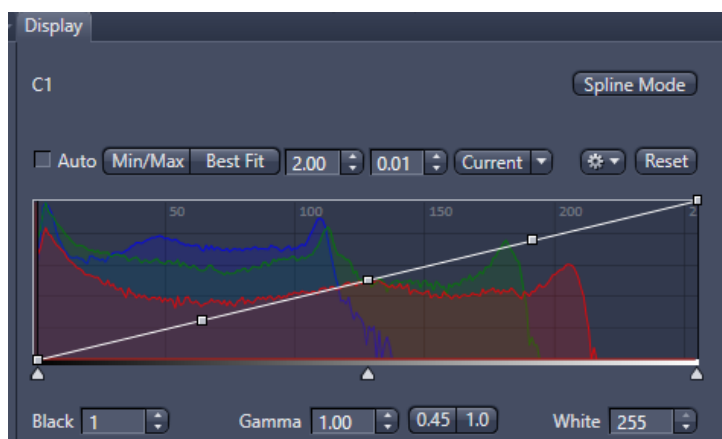 Display
C1 Spline Mode
Auto Min/Max Best Fit 2.00 0.01 Current Reset
50 100 150 200 2
Black 1 Gamma 1.00 0.45 1.0 White 255